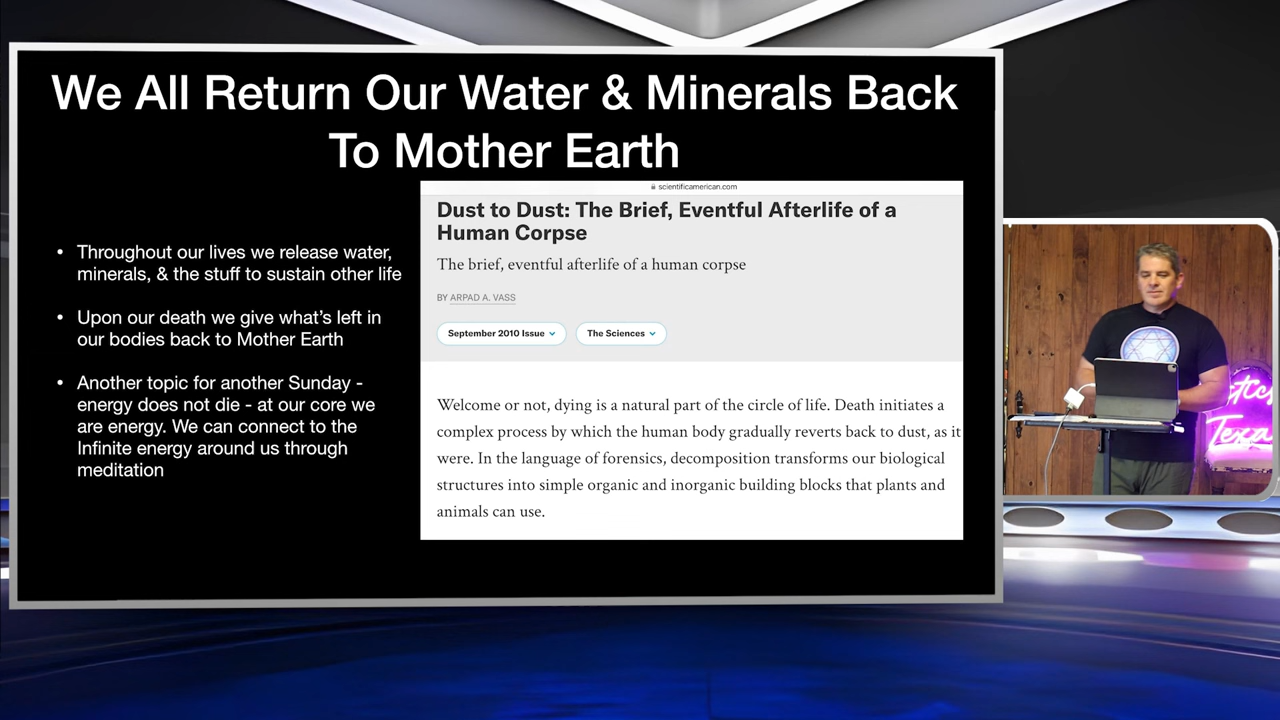 We All Return Our Water & Minerals Back
To Mother Earth
• Throughout our lives we release water,
minerals, & the stuff to sustain other life
• Upon our death we give what’s left in
our bodies back to Mother Earth
• Another topic for another Sunday -
energy does not die - at our core we
are energy. We can connect to the
Infinite energy around us through
meditation
scientificamerican.com
Dust to Dust: The Brief, Eventful Afterlife of a
Human Corpse
The brief, eventful afterlife of a human corpse
BY ARPAD A. VASS
September 2010 Issue
The Sciences
Welcome or not, dying is a natural part of the circle of life. Death initiates a
complex process by which the human body gradually reverts back to dust, as it
were. In the language of forensics, decomposition transforms our biological
structures into simple organic and inorganic building blocks that plants and
animals can use.